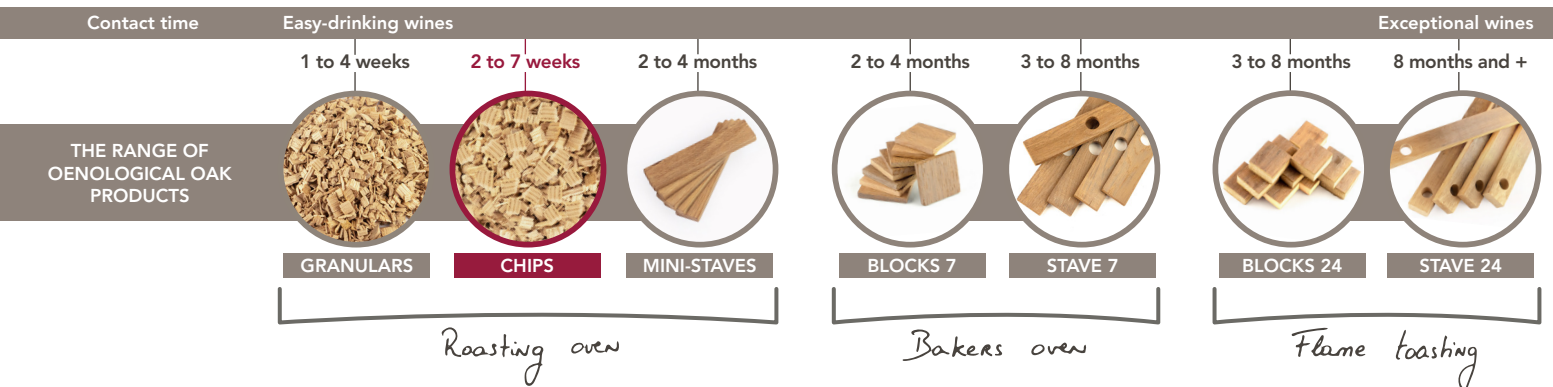 Contact time
Easy-drinking wines
Exceptional wines
1 to 4 weeks
2 to 7 weeks
2 to 4 months
2 to 4 months
3 to 8 months
3 to 8 months
8 months and +
THE RANGE OF
OENOLOGICAL OAK
PRODUCTS
GRANULARS
CHIPS
MINI-STAVES
BLOCKS 7
STAVE 7
BLOCKS 24
STAVE 24
Roasting oven
Bakers oven
Flame toasting